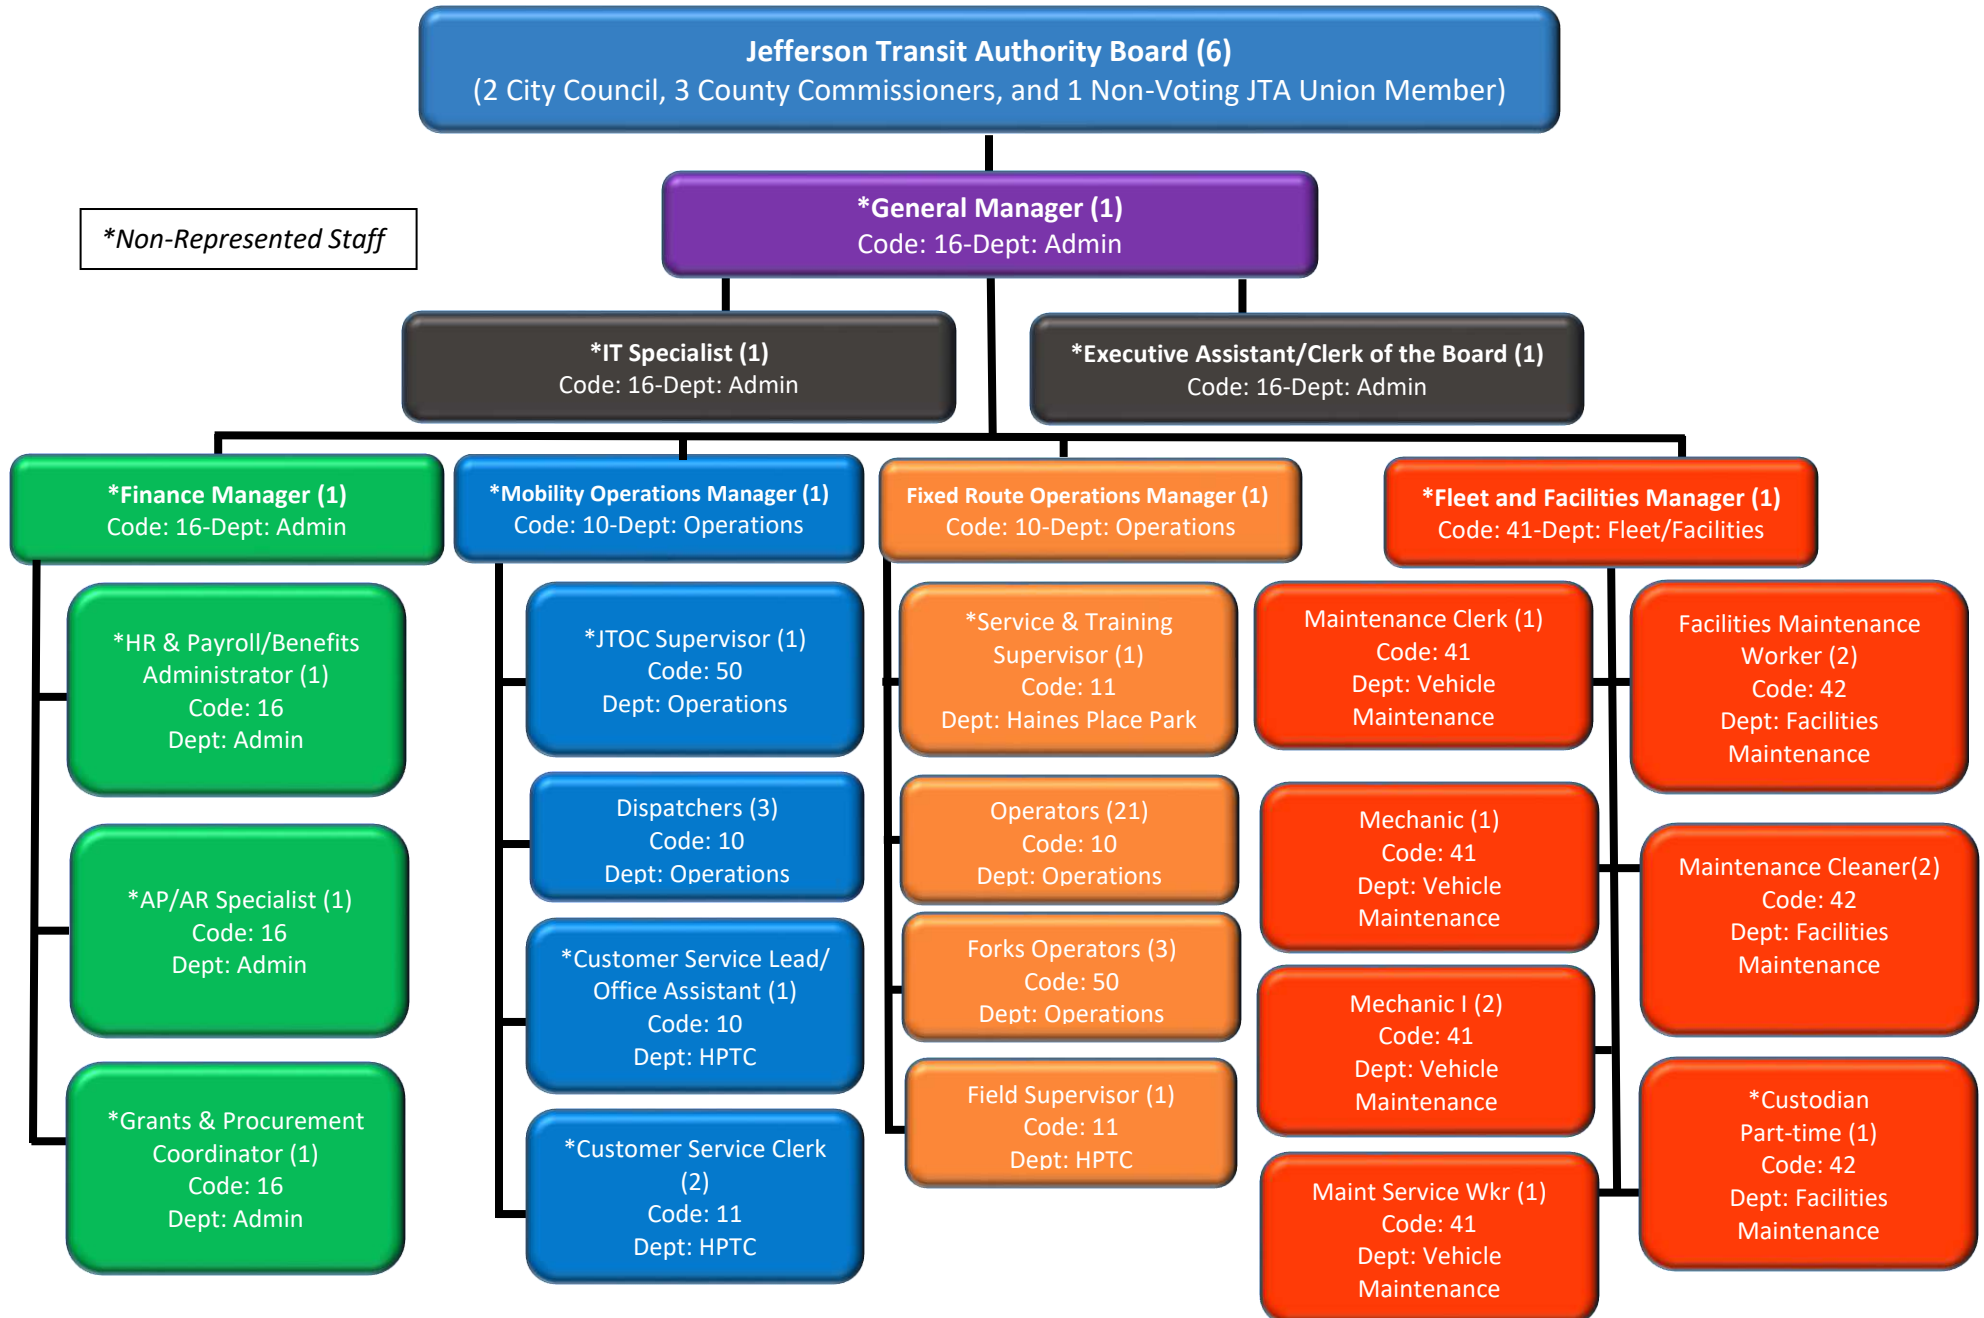 Jefferson Transit Authority Board (6)
(2 City Council, 3 County Commissioners, and 1 Non-Voting JTA Union Member)
*General Manager (1)
Code: 16-Dept: Admin
*Non-Represented Staff
*IT Specialist (1)
Code: 16-Dept: Admin
*Executive Assistant/Clerk of the Board (1)
Code: 16-Dept: Admin
*Finance Manager (1)
Code: 16-Dept: Admin
*Mobility Operations Manager (1)
Code: 10-Dept: Operations
Fixed Route Operations Manager (1)
Code: 10-Dept: Operations
*Fleet and Facilities Manager (1)
Code: 41-Dept: Fleet/Facilities
*HR & Payroll/Benefits
Administrator (1)
Code: 16
Dept: Admin
*AP/AR Specialist (1)
Code: 16
Dept: Admin
*Grants & Procurement
Coordinator (1)
Code: 16
Dept: Admin
*JTOC Supervisor (1)
Code: 50
Dept: Operations
Dispatchers (3)
Code: 10
Dept: Operations
*Customer Service Lead/
Office Assistant (1)
Code: 10
Dept: HPTC
*Customer Service Clerk
(2)
Code: 11
Dept: HPTC
*Service & Training
Supervisor (1)
Code: 11
Dept: Haines Place Park
Operators (21)
Code: 10
Dept: Operations
Forks Operators (3)
Code: 50
Dept: Operations
Field Supervisor (1)
Code: 11
Dept: HPTC
Maintenance Clerk (1)
Code: 41
Dept: Vehicle
Maintenance
Mechanic (1)
Code: 41
Dept: Vehicle
Maintenance
Mechanic I (2)
Code: 41
Dept: Vehicle
Maintenance
Maint Service Wkr (1)
Code: 41
Dept: Vehicle
Maintenance
Facilities Maintenance
Worker (2)
Code: 42
Dept: Facilities
Maintenance
Maintenance Cleaner(2)
Code: 42
Dept: Facilities
Maintenance
*Custodian
Part-time (1)
Code: 42
Dept: Facilities
Maintenance